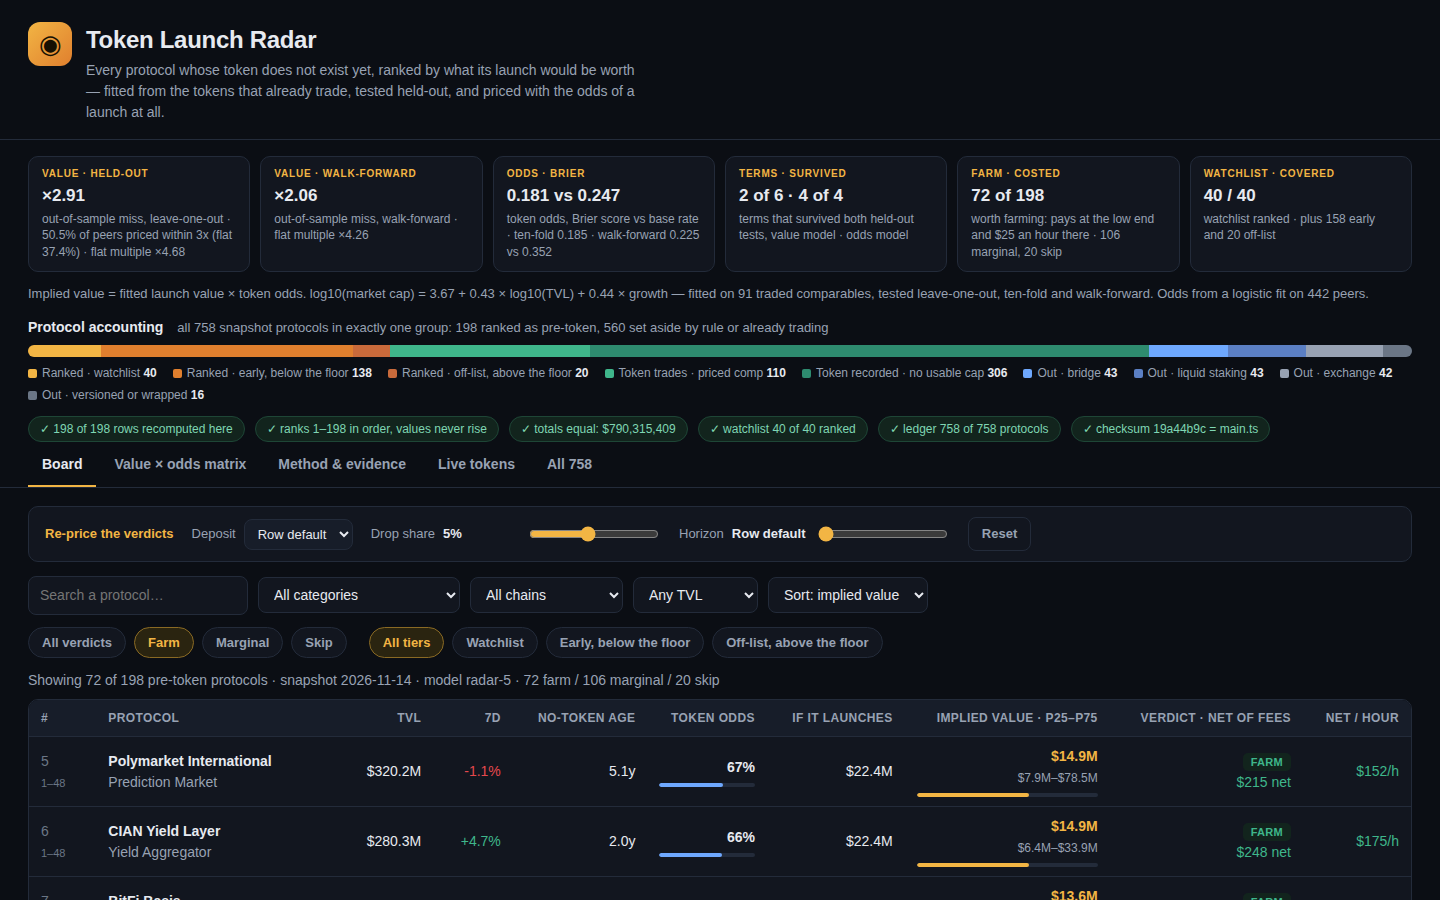 Token Launch Radar
Every protocol whose token does not exist yet, ranked by what its launch would be worth
— fitted from the tokens that already trade, tested held-out, and priced with the odds of a
launch at all.
VALUE · HELD-OUT
×2.91
out-of-sample miss, leave-one-out ·
50.5% of peers priced within 3x (flat
37.4%) · flat multiple ×4.68
VALUE · WALK-FORWARD
×2.06
out-of-sample miss, walk-forward ·
flat multiple ×4.26
ODDS · BRIER
0.181 vs 0.247
token odds, Brier score vs base rate
· ten-fold 0.185 · walk-forward 0.225
vs 0.352
TERMS · SURVIVED
2 of 6 · 4 of 4
terms that survived both held-out
tests, value model · odds model
FARM · COSTED
72 of 198
worth farming: pays at the low end
and $25 an hour there · 106
marginal, 20 skip
WATCHLIST · COVERED
40 / 40
watchlist ranked · plus 158 early
and 20 off-list
Implied value = fitted launch value × token odds. log10(market cap) = 3.67 + 0.43 × log10(TVL) + 0.44 × growth — fitted on 91 traded comparables, tested leave-one-out, ten-fold and walk-forward. Odds from a logistic fit on 442 peers.
Protocol accounting all 758 snapshot protocols in exactly one group: 198 ranked as pre-token, 560 set aside by rule or already trading
Ranked · watchlist 40 Ranked · early, below the floor 138 Ranked · off-list, above the floor 20 Token trades · priced comp 110 Token recorded · no usable cap 306 Out · bridge 43 Out · liquid staking 43 Out · exchange 42
Out · versioned or wrapped 16
✓ 198 of 198 rows recomputed here ✓ ranks 1–198 in order, values never rise ✓ totals equal: $790,315,409 ✓ watchlist 40 of 40 ranked ✓ ledger 758 of 758 protocols ✓ checksum 19a44b9c = main.ts
Board Value × odds matrix Method & evidence Live tokens All 758
Re-price the verdicts Deposit Row default Drop share 5% Horizon Row default Reset
Search a protocol… All categories All chains Any TVL Sort: implied value
All verdicts Farm Marginal Skip All tiers Watchlist Early, below the floor Off-list, above the floor
Showing 72 of 198 pre-token protocols · snapshot 2026-11-14 · model radar-5 · 72 farm / 106 marginal / 20 skip
# PROTOCOL TVL 7D NO-TOKEN AGE TOKEN ODDS IF IT LAUNCHES IMPLIED VALUE · P25–P75 VERDICT · NET OF FEES NET / HOUR
5 Polymarket International $320.2M -1.1% 5.1y 67% $22.4M $14.9M FARM $152/h
1–48 Prediction Market $7.9M–$78.5M $215 net
6 CIAN Yield Layer $280.3M +4.7% 2.0y 66% $22.4M $14.9M FARM $175/h
1–48 Yield Aggregator $6.4M–$33.9M $248 net
$13.6M